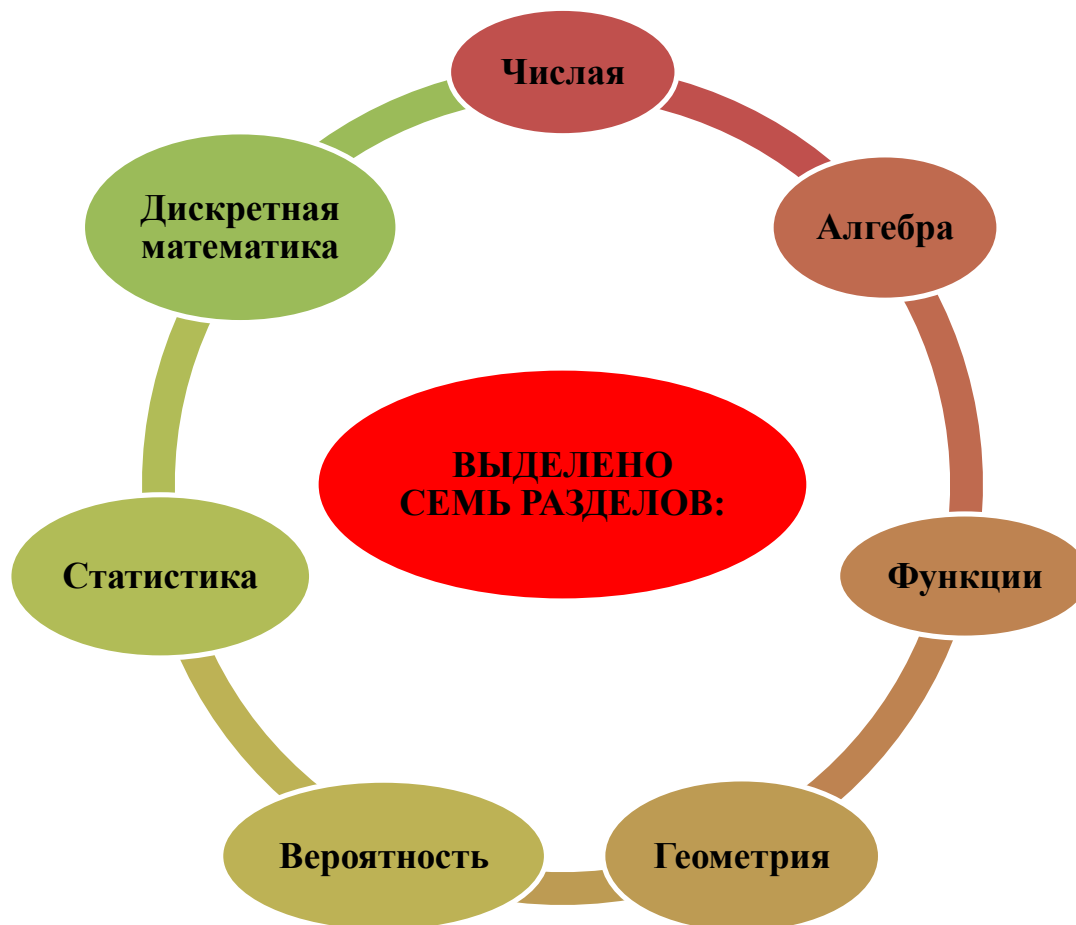 Числая
Алгебра
Функции
Геометрия
Вероятность
Статистика
Дискретная
математика
ВЫДЕЛЕНО
СЕМЬ РАЗДЕЛОВ: